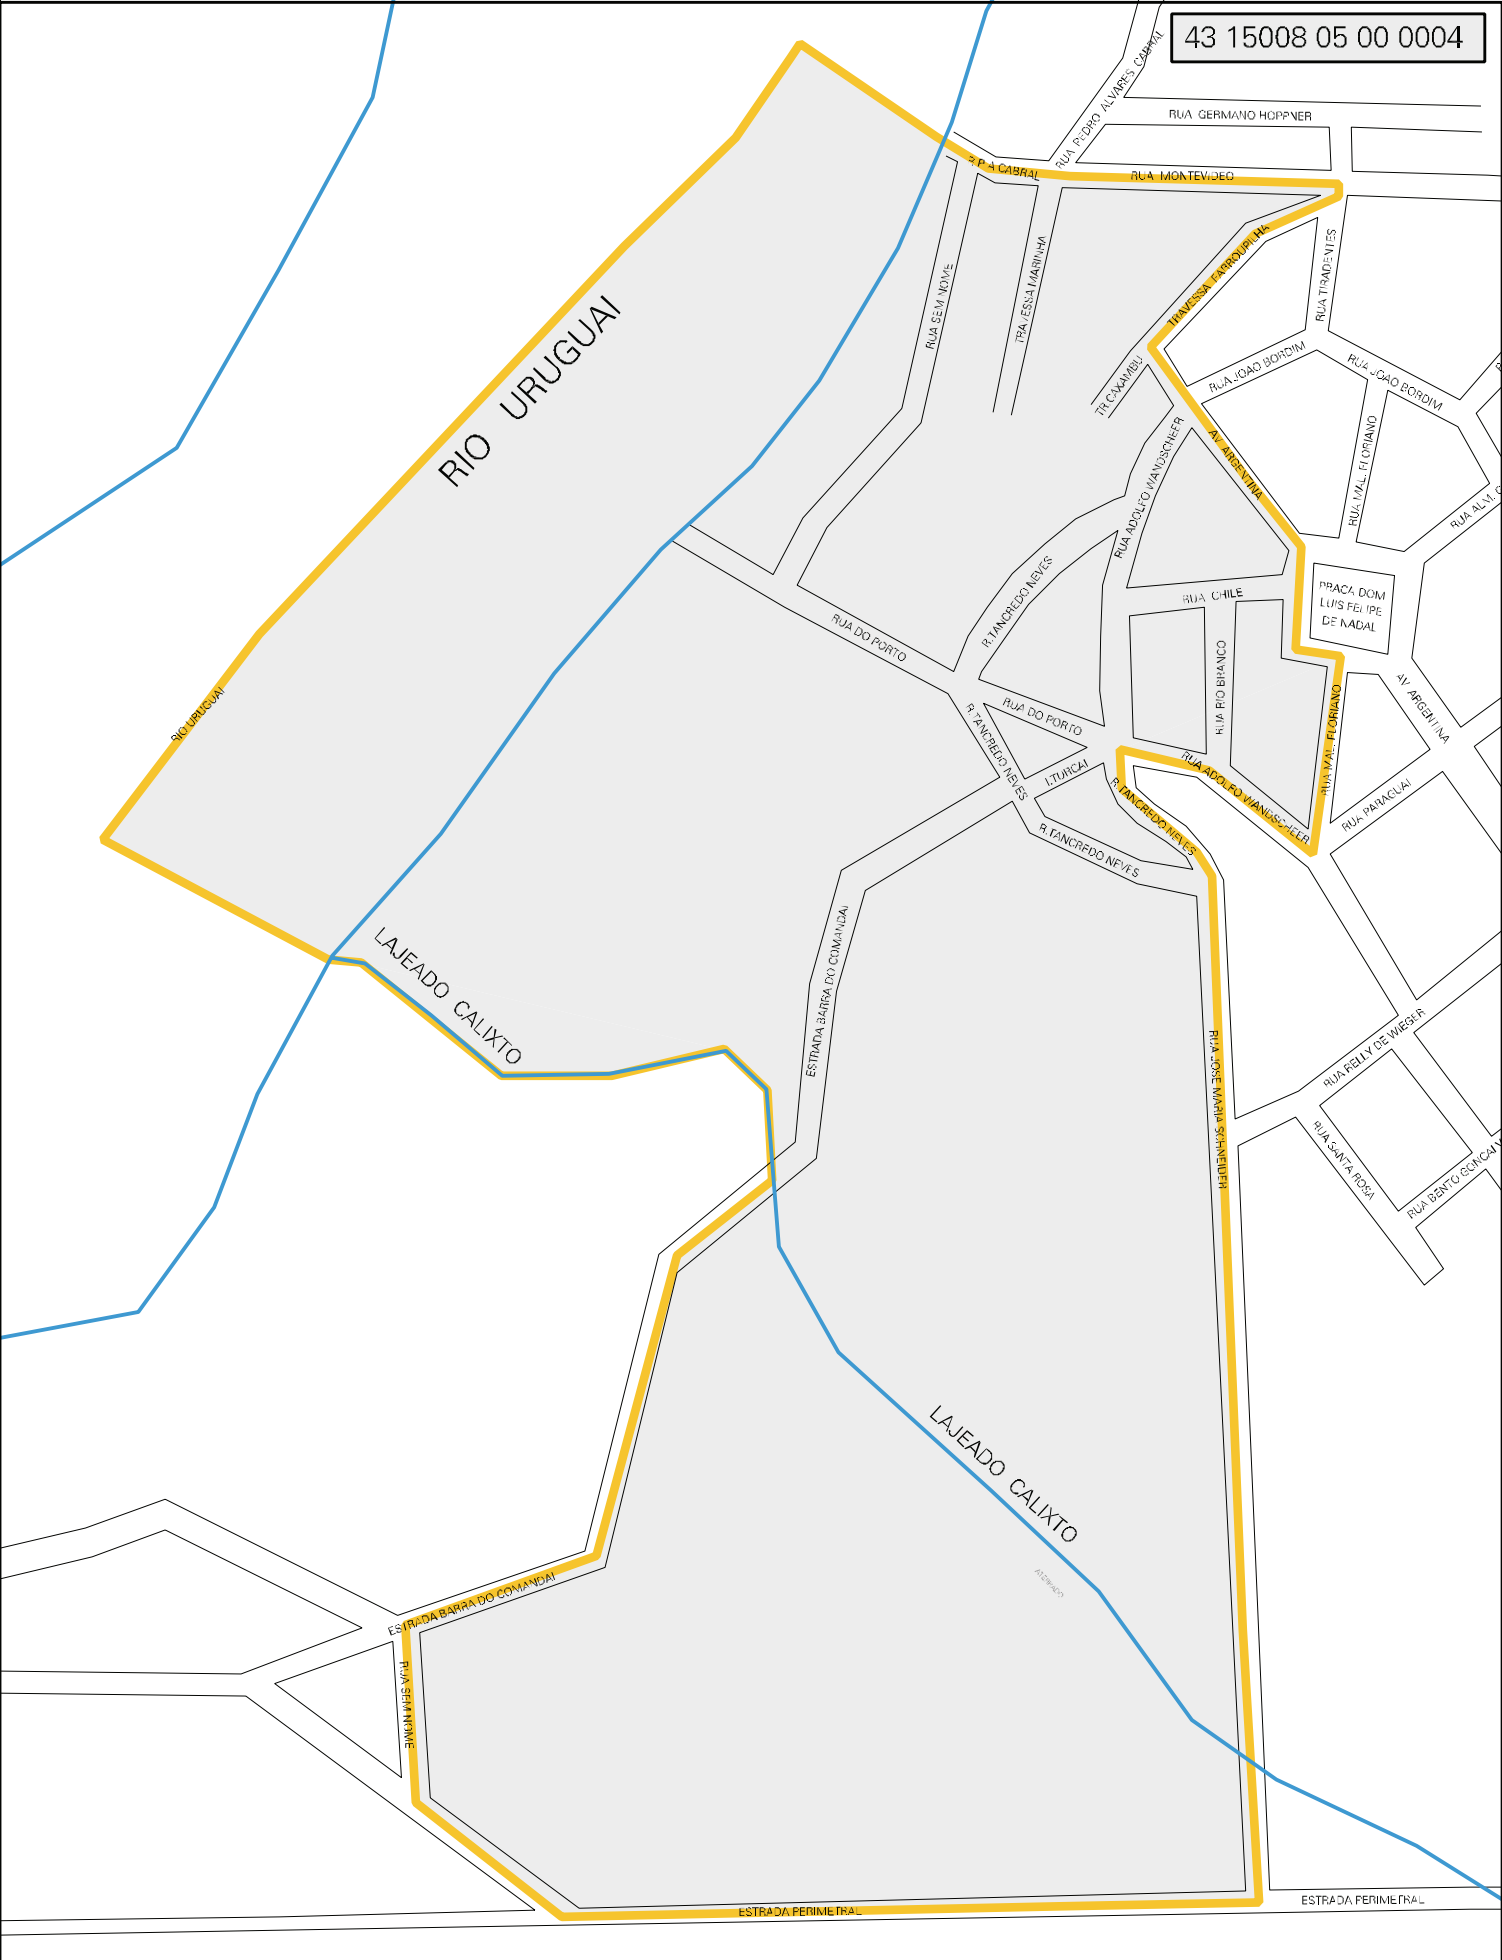 43 15008 05 00 0004
RUA PEDRO ALVARES CABRAL
RUA GERMANO HOPPNER
R.P.A CABRAL
RUA MONTEVIDEO
TRAVESSA FARROUPILHA
RUA TIRADENTES
RUA SEM NOME
TRAVESSA MARINHA
RIO URUGUAI
TR.CAXAMBU
RUA JOAO BORDIM
RUA JOAO BORDIM
RUA MAL. FLORIANO
AV. ARGENTINA
RUA ADOLFO WANDSCHEER
RUA ALM.
PRACA DOM
LUIS FELIPE
DE NADAL
RUA CHILE
R.TANCREDO NEVES
RUA DO PORTO
RUA RIO BRANCO
RIO URUGUAI
RUA DO PORTO
R.TANCREDO NEVES
AV. ARGENTINA
RUA MAL. FLORIANO
I.TURCAI
RUA ADOLFO WANDSCHEER
R.TANCREDO NEVES
RUA PARAGUAI
R.TANCREDO NEVES
LAJEADO CALIXTO
ESTRADA BARRA DO COMANDAI
RUA JOSE MARIA SCHNEIDER
RUA RELLY DE WIEGER
RUA SANTA ROSA
RUA BENTO GONCALV
LAJEADO CALIXTO
ESTRADA BARRA DO COMANDAI
RUA SEM NOME
ESTRADA PERIMETRAL
ESTRADA PERIMETRAL